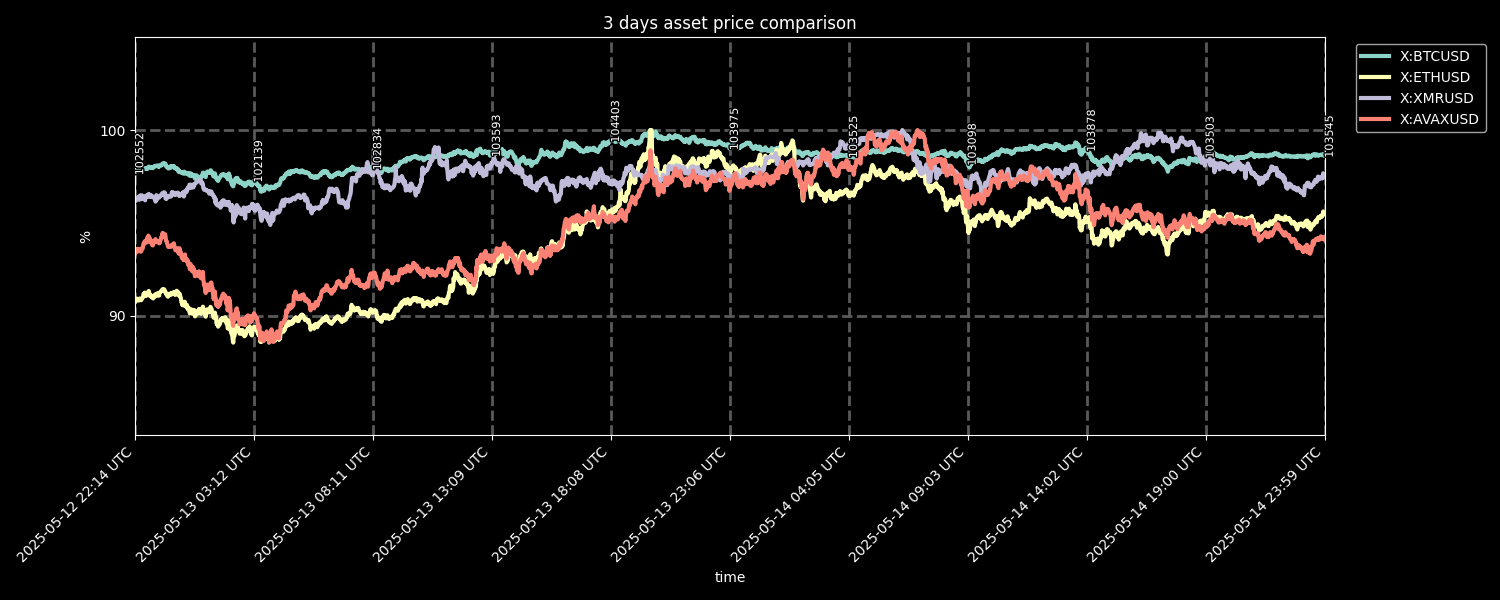 3 days asset price comparison
X:BTCUSD
X:ETHUSD
X:XMRUSD
X:AVAXUSD
%
100
90
102552
102139
102834
103593
104403
103975
103525
103098
103878
103503
103545
2025-05-12 22:14 UTC
2025-05-13 03:12 UTC
2025-05-13 08:11 UTC
2025-05-13 13:09 UTC
2025-05-13 18:08 UTC
2025-05-13 23:06 UTC
2025-05-14 04:05 UTC
2025-05-14 09:03 UTC
2025-05-14 14:02 UTC
2025-05-14 19:00 UTC
2025-05-14 23:59 UTC
time